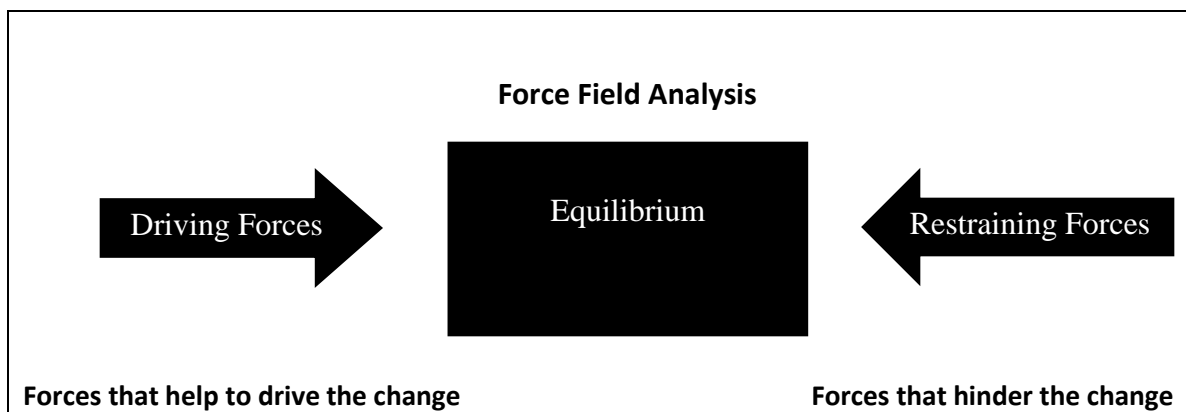 Force Field Analysis
Driving Forces
Equilibrium
Restraining Forces
Forces that help to drive the change
Forces that hinder the change